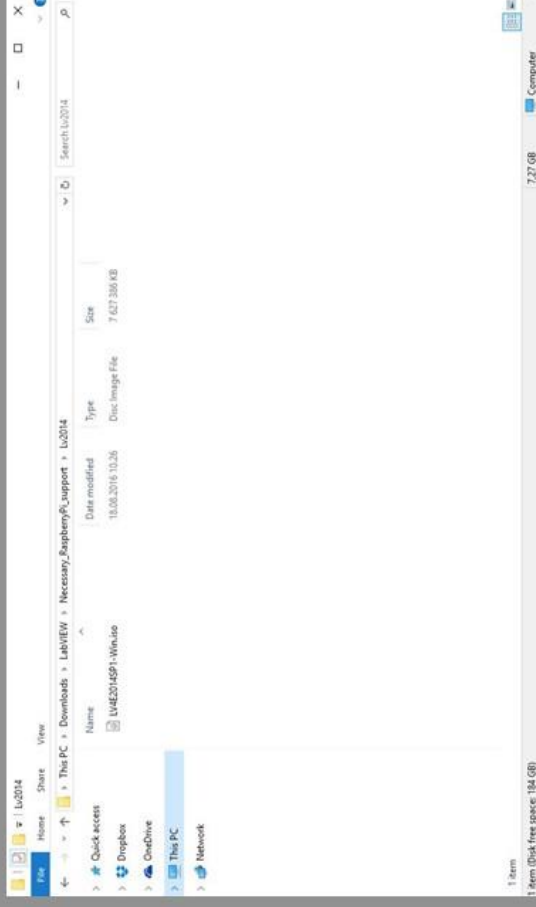 Lv2014
File Home Share View
This PC > Downloads > LabVIEW > Necessary_RaspberryPi_support > Lv2014
Search Lv2014
Name Date modified Type Size
LV4E2014SP1-Win.iso 18.08.2016 10.26 Disc Image File 7 627 386 KB
Quick access
Dropbox
OneDrive
This PC
Network
1 item
1 item (Disk free space: 184 GB) 7,27 GB Computer